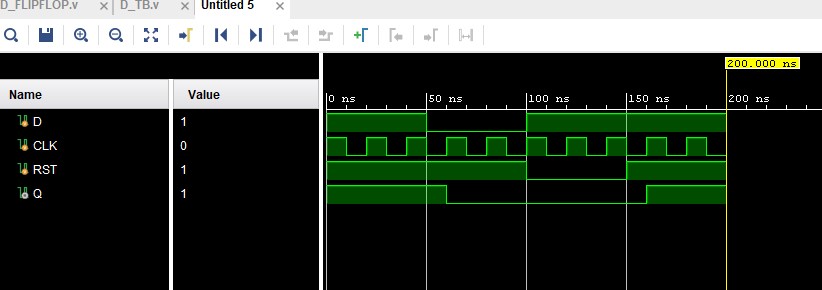 D_FLIPFLOP.v × D_TB.v × Untitled 5 ×
200.000 ns
Name Value
0 ns 50 ns 100 ns 150 ns 200 ns
D 1
CLK 0
RST 1
Q 1